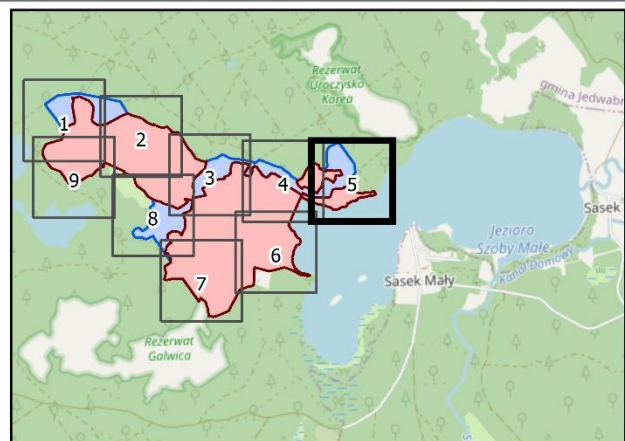 Rezerwat
Uroczysko
Korea
gmina Jedwabn
1
2
3
4
5
9
8
6
7
Sasek
Jezioro
Szoby Małe
Kanał Domowy
Sasek Mały
Rezerwat
Galwica